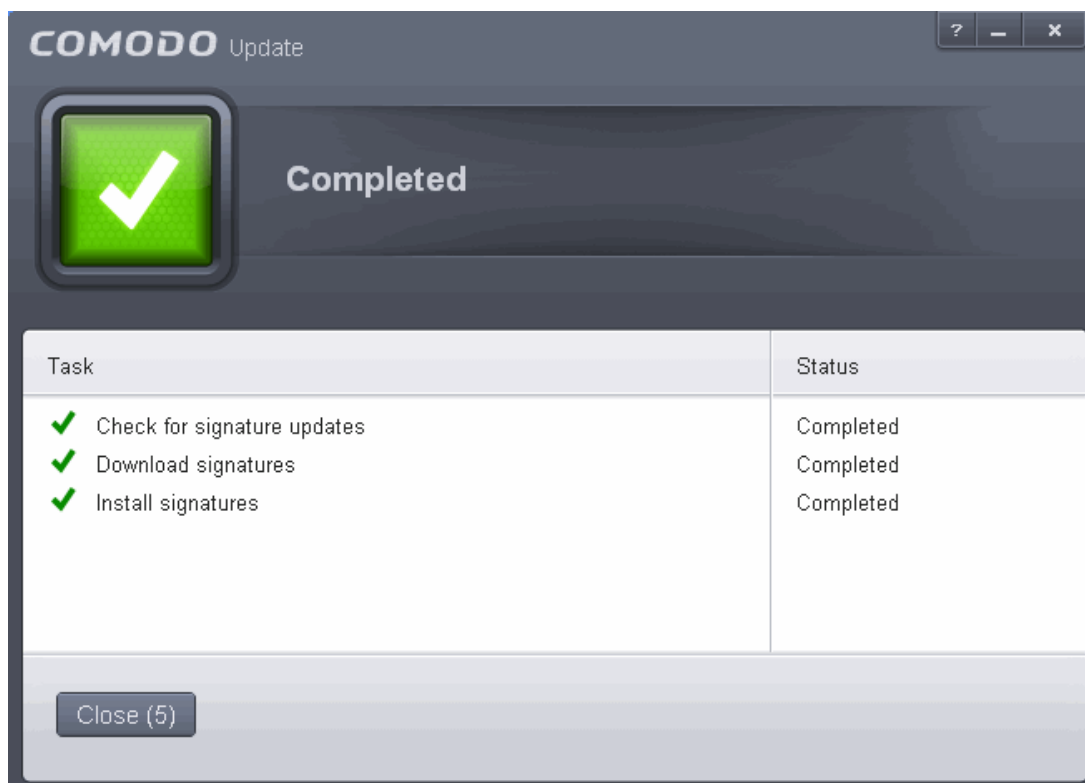 COMODO Update
? _ x
Completed
Task Status
Check for signature updates Completed
Download signatures Completed
Install signatures Completed
Close (5)